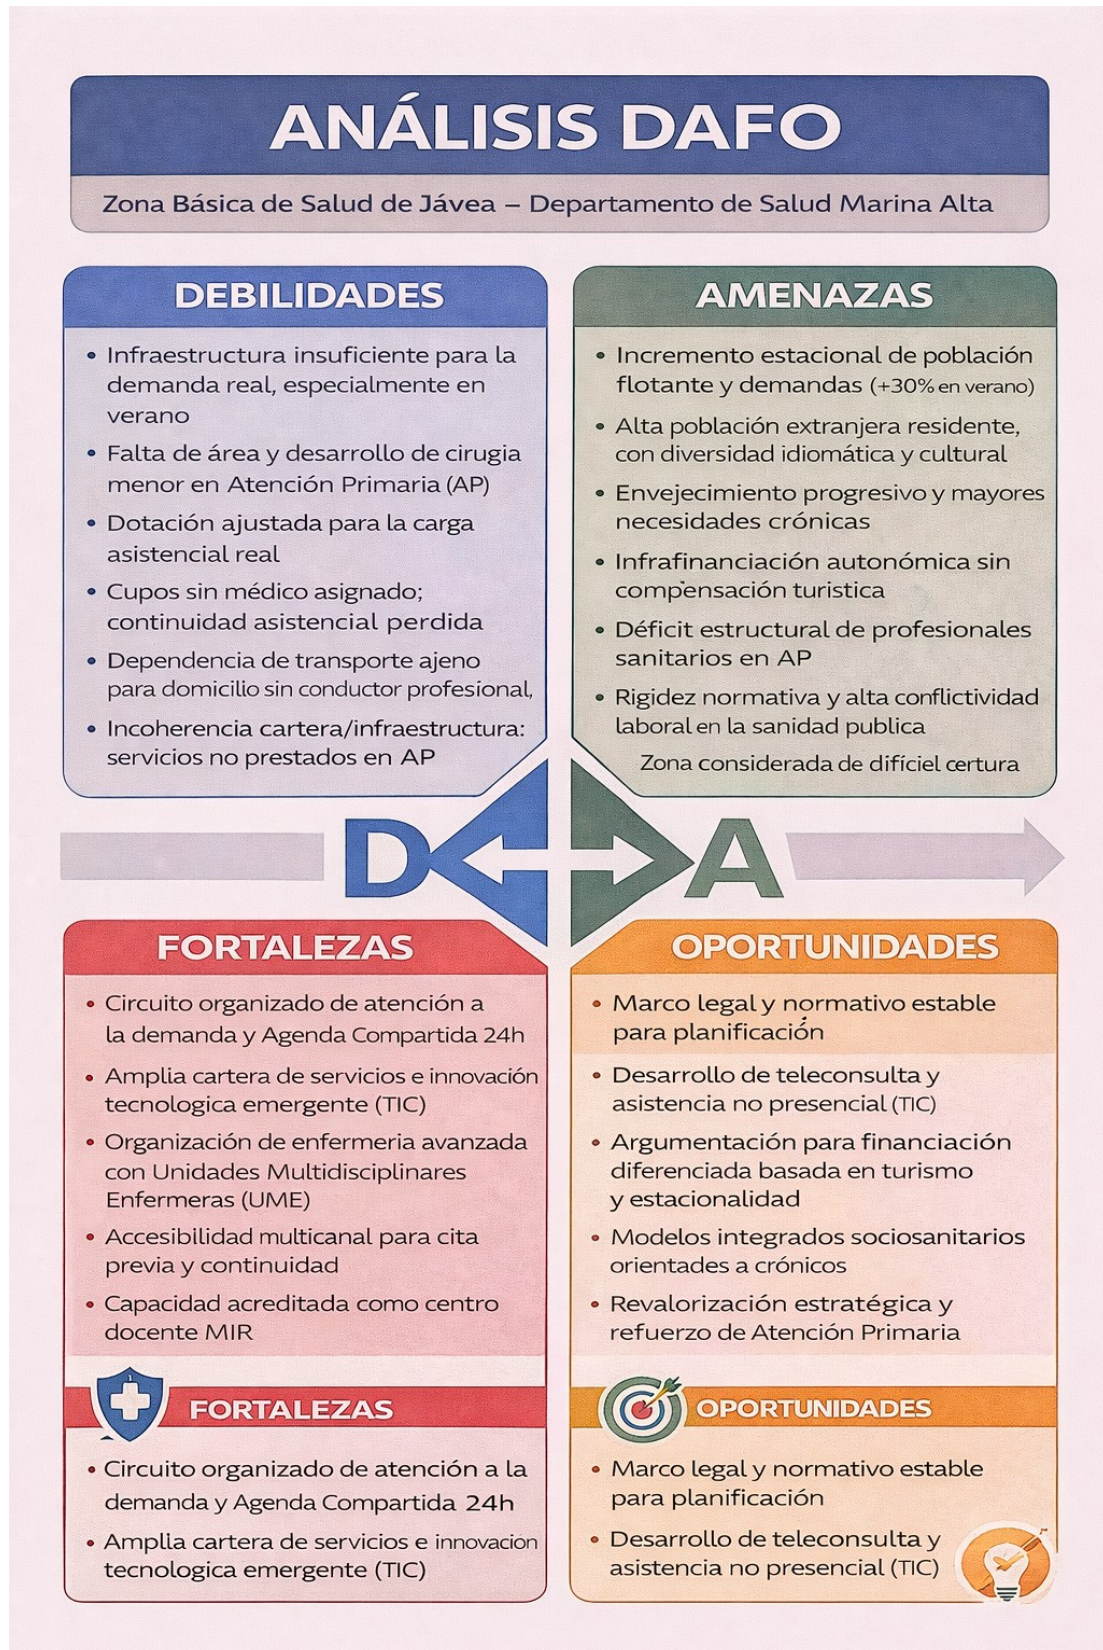 ANÁLISIS DAFO
Zona Básica de Salud de Jávea – Departamento de Salud Marina Alta
DEBILIDADES
• Infraestructura insuficiente para la
demanda real, especialmente en
verano
• Falta de área y desarrollo de cirugia
menor en Atención Primaria (AP)
• Dotación ajustada para la carga
asistencial real
• Cupos sin médico asignado;
continuidad asistencial perdida
• Dependencia de transporte ajeno
para domicilio sin conductor profesional,
• Incoherencia cartera/infraestructura:
servicios no prestados en AP
AMENAZAS
• Incremento estacional de población
flotante y demandas (+30% en verano)
• Alta población extranjera residente,
con diversidad idiomática y cultural
• Envejecimiento progresivo y mayores
necesidades crónicas
• Infrafinanciación autonómica sin
compensación turistica
• Déficit estructural de profesionales
sanitarios en AP
• Rigidez normativa y alta conflictividad
laboral en la sanidad publica
Zona considerada de difíciel certura
D A
FORTALEZAS
• Circuito organizado de atención a
la demanda y Agenda Compartida 24h
• Amplia cartera de servicios e innovación
tecnologica emergente (TIC)
• Organización de enfermeria avanzada
con Unidades Multidisciplinares
Enfermeras (UME)
• Accesibilidad multicanal para cita
previa y continuidad
• Capacidad acreditada como centro
docente MIR
OPORTUNIDADES
• Marco legal y normativo estable
para planificación
• Desarrollo de teleconsulta y
asistencia no presencial (TIC)
• Argumentación para financiación
diferenciada basada en turismo
y estacionalidad
• Modelos integrados sociosanitarios
orientades a crónicos
• Revalorización estratégica y
refuerzo de Atención Primaria
FORTALEZAS
• Circuito organizado de atención a la
demanda y Agenda Compartida 24h
• Amplia cartera de servicios e innovación
tecnologica emergente (TIC)
OPORTUNIDADES
• Marco legal y normativo estable
para planificación
• Desarrollo de teleconsulta y
asistencia no presencial (TIC)